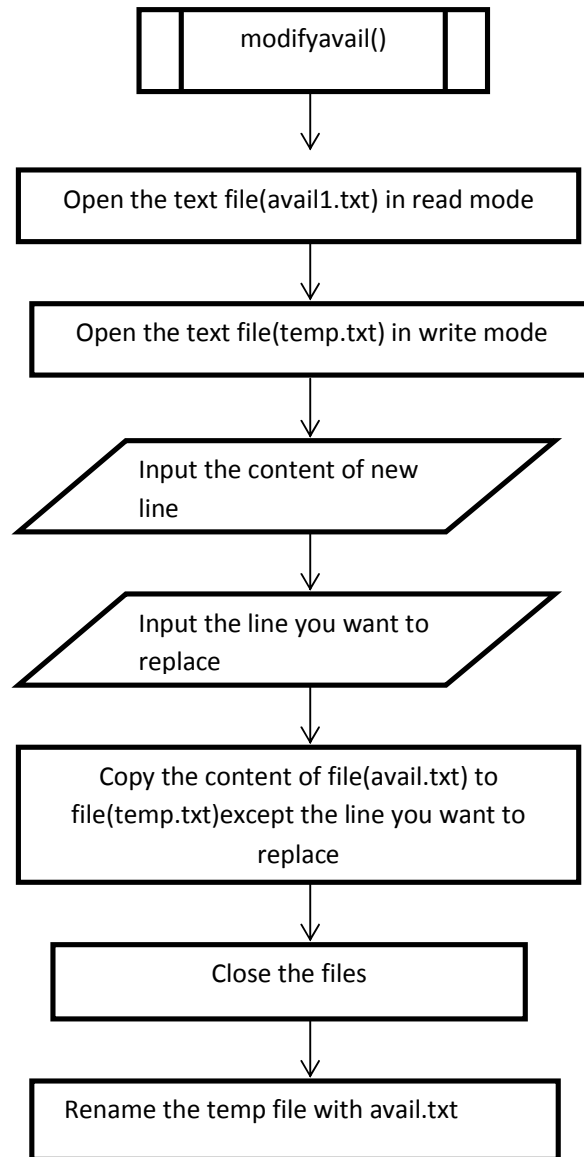 modifyavail()
Open the text file(avail1.txt) in read mode
Open the text file(temp.txt) in write mode
Input the content of new
line
Input the line you want to
replace
Copy the content of file(avail.txt) to
file(temp.txt)except the line you want to
replace
Close the files
Rename the temp file with avail.txt